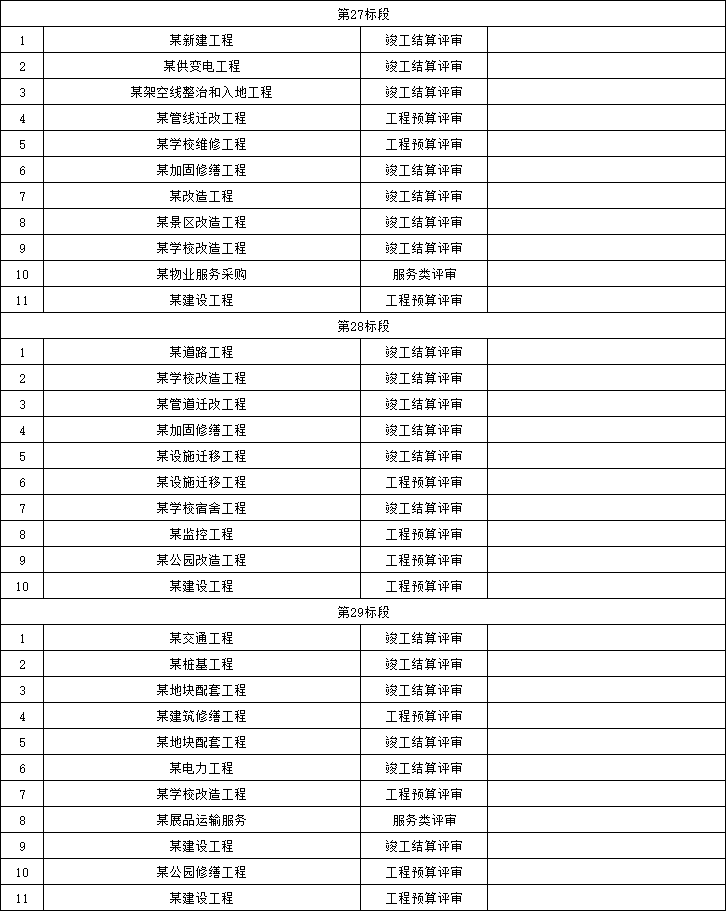 第27标段
1 某新建工程 竣工结算评审
2 某供变电工程 竣工结算评审
3 某架空线整治和入地工程 竣工结算评审
4 某管线迁改工程 工程预算评审
5 某学校维修工程 工程预算评审
6 某加固修缮工程 竣工结算评审
7 某改造工程 竣工结算评审
8 某景区改造工程 竣工结算评审
9 某学校改造工程 竣工结算评审
10 某物业服务采购 服务类评审
11 某建设工程 工程预算评审
第28标段
1 某道路工程 竣工结算评审
2 某学校改造工程 竣工结算评审
3 某管道迁改工程 竣工结算评审
4 某加固修缮工程 竣工结算评审
5 某设施迁移工程 竣工结算评审
6 某设施迁移工程 工程预算评审
7 某学校宿舍工程 竣工结算评审
8 某监控工程 工程预算评审
9 某公园改造工程 工程预算评审
10 某建设工程 工程预算评审
第29标段
1 某交通工程 竣工结算评审
2 某桩基工程 竣工结算评审
3 某地块配套工程 竣工结算评审
4 某建筑修缮工程 工程预算评审
5 某地块配套工程 竣工结算评审
6 某电力工程 竣工结算评审
7 某学校改造工程 工程预算评审
8 某展品运输服务 服务类评审
9 某建设工程 竣工结算评审
10 某公园修缮工程 工程预算评审
11 某建设工程 工程预算评审